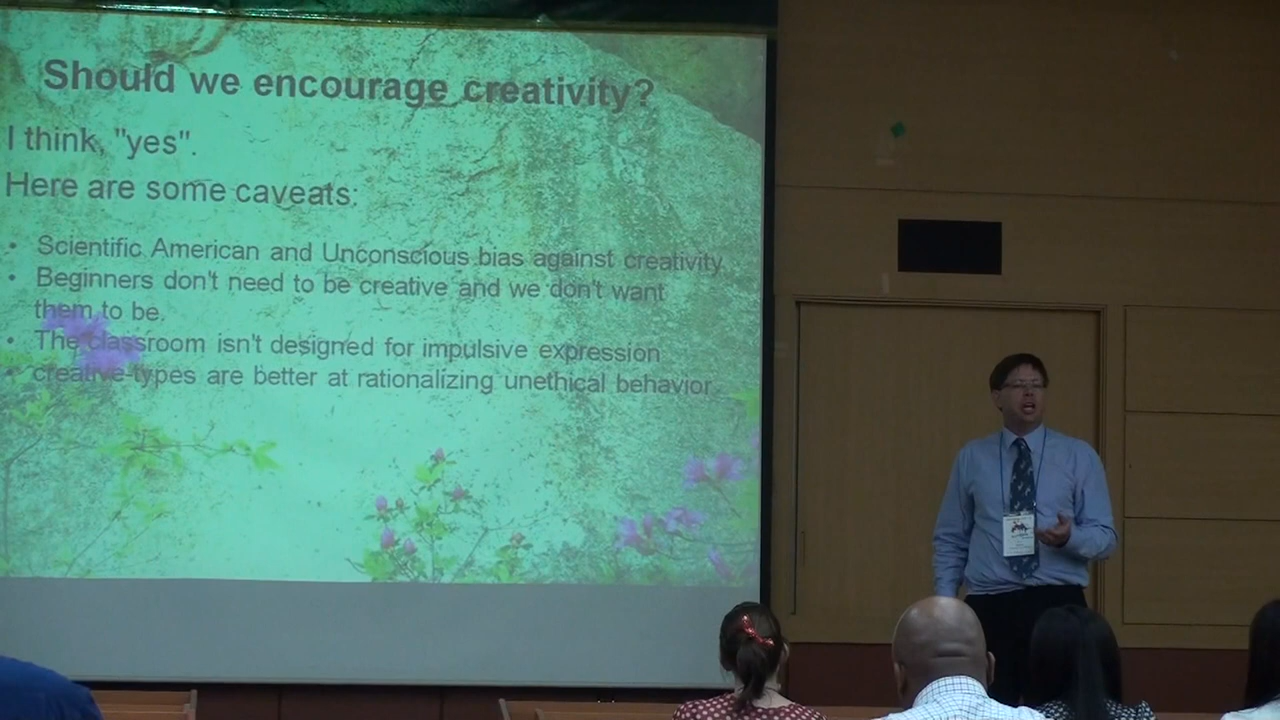 Should we encourage creativity?
I think, "yes".
Here are some caveats:
• Scientific American and Unconscious bias against creativity
• Beginners don't need to be creative and we don't want
them to be.
• The classroom isn't designed for impulsive expression
• creative-types are better at rationalizing unethical behavior